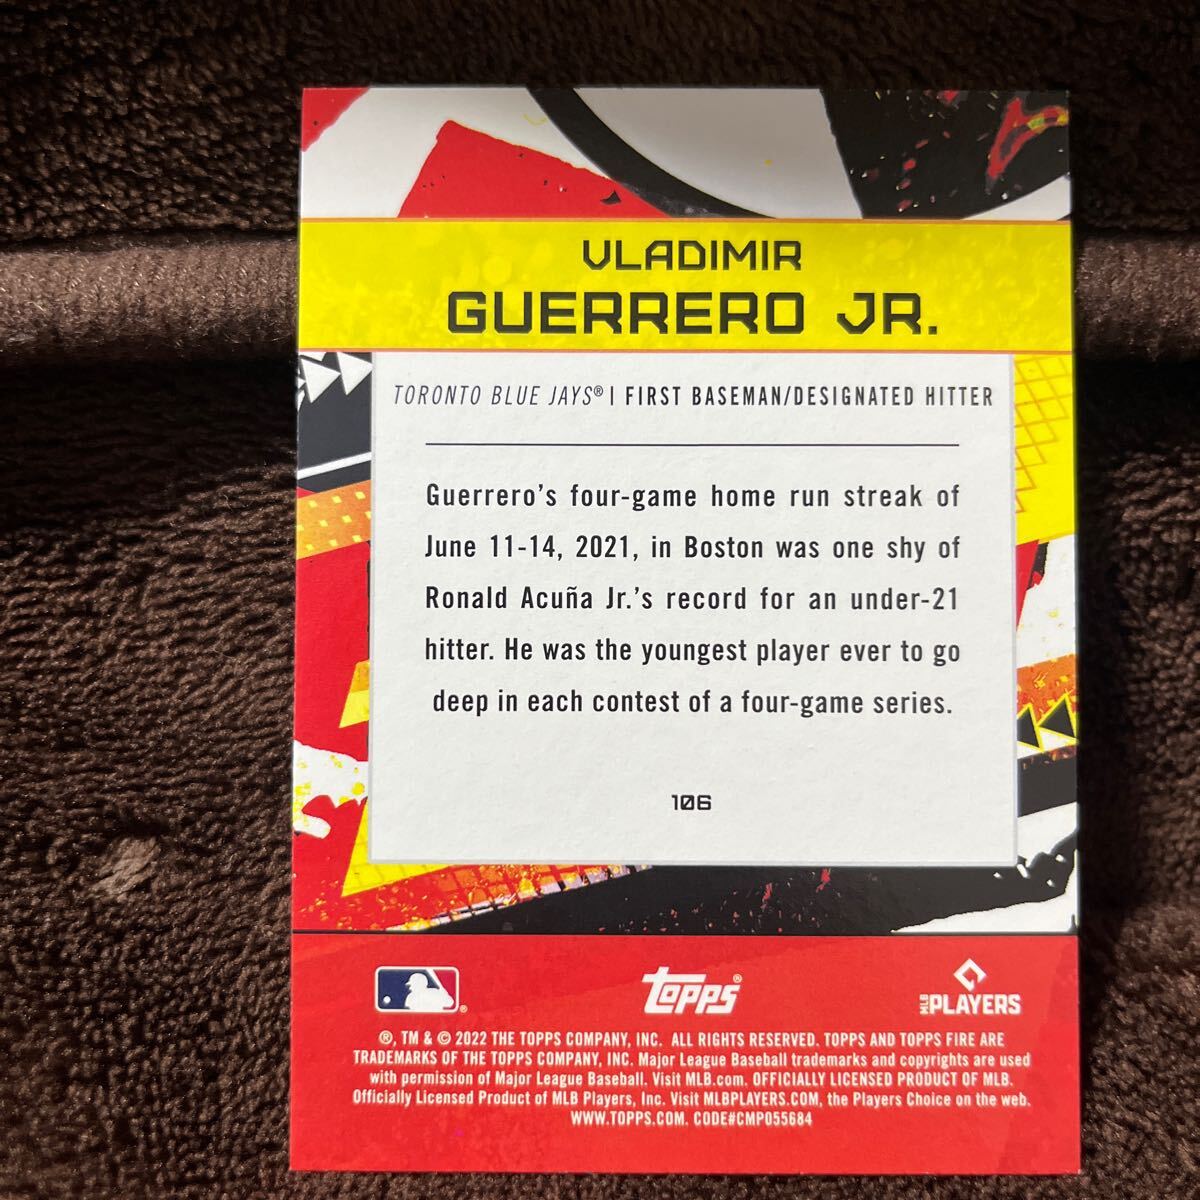 VLADIMIR
GUERRERO JR.
TORONTO BLUE JAYS® | FIRST BASEMAN/DESIGNATED HITTER
Guerrero's four-game home run streak of
June 11-14, 2021, in Boston was one shy of
Ronald Acuña Jr.'s record for an under-21
hitter. He was the youngest player ever to go
deep in each contest of a four-game series.
106
® topps® MLB PLAYERS
®, TM & © 2022 THE TOPPS COMPANY, INC. ALL RIGHTS RESERVED. TOPPS AND TOPPS FIRE ARE
TRADEMARKS OF THE TOPPS COMPANY, INC. Major League Baseball trademarks and copyrights are used
with permission of Major League Baseball. Visit MLB.com. OFFICIALLY LICENSED PRODUCT OF MLB.
Officially Licensed Product of MLB Players, Inc. Visit MLBPLAYERS.COM, the Players Choice on the web.
WWW.TOPPS.COM. CODE#CMP055684